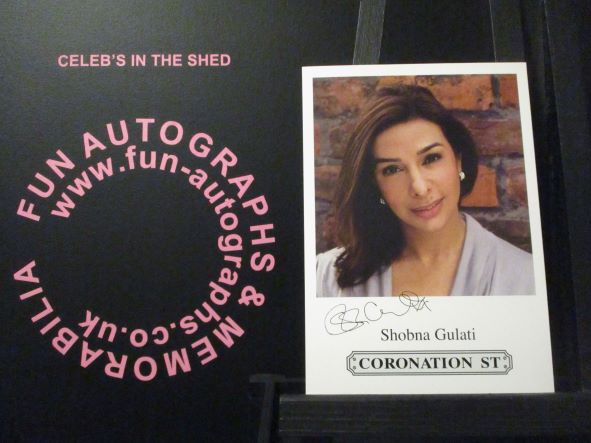 CELEB'S IN THE SHED
FUN AUTOGRAPHS & MEMORABILIA
www.fun-autographs.co.uk
Shobna Gulati
CORONATION ST